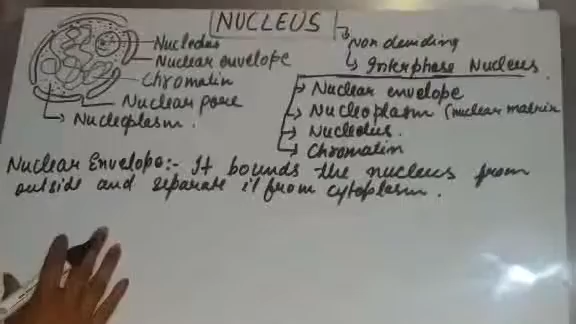 NUCLEUS
Non deviding
Interphase Nucleus
Nucleolus
Nuclear envelope
Chromatin
Nuclear pore
Nucleoplasm.
Nuclear envelope
Nucleoplasm (nuclear matrix
Nucleolus.
Chromatin
Nuclear Envelope:- It bounds the nucleus from
outside and separate it from cytoplasm.